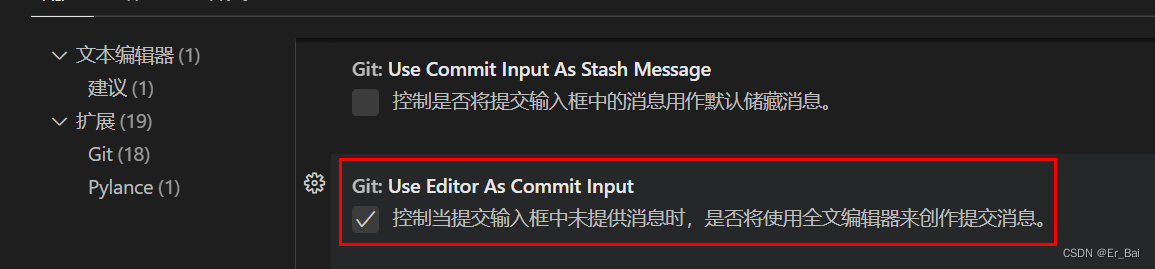 文本编辑器 (1)
建议 (1)
扩展 (19)
Git (18)
Pylance (1)
Git: Use Commit Input As Stash Message
控制是否将提交输入框中的消息用作默认储藏消息。
Git: Use Editor As Commit Input
控制当提交输入框中未提供消息时，是否将使用全文编辑器来创作提交消息。
CSDN @Er_Bai